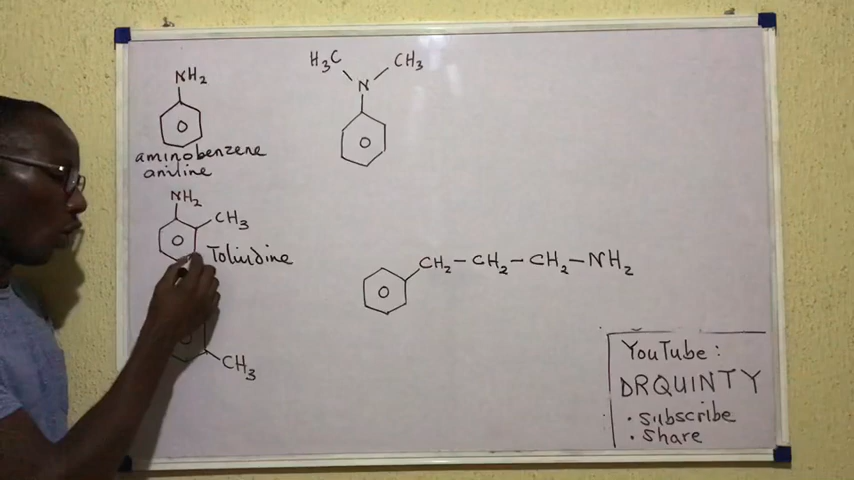 NH2
aminobenzene
aniline
H3C CH3
N
NH2
CH3
Toluidine
CH3
CH2-CH2-CH2-NH2
YouTube:
DRQUINTY
• Subscribe
• Share